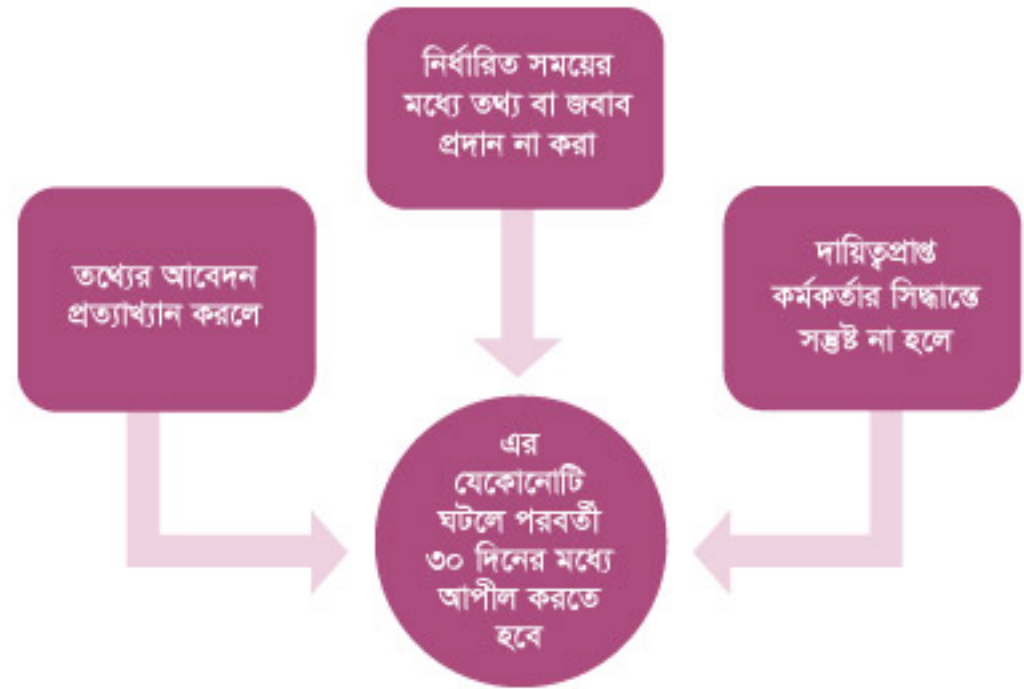 নির্ধারিত সময়ের
মধ্যে তথ্য বা জবাব
প্রদান না করা
তথ্যের আবেদন
প্রত্যাখ্যান করলে
দায়িত্বপ্রাপ্ত
কর্মকর্তার সিদ্ধান্তে
সন্তুষ্ট না হলে
এর
যেকোনোটি
ঘটলে পরবর্তী
৩০ দিনের মধ্যে
আপীল করতে
হবে